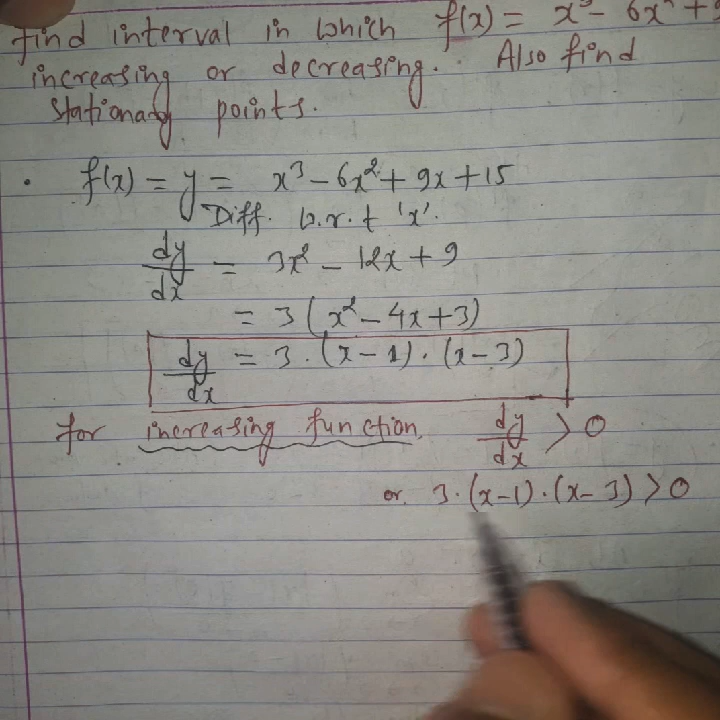 find interval in which f(x) = x³ - 6x² +
increasing or decreasing. Also find
stationary points.
. f(x) = y = x³ - 6x² + 9x + 15
Diff. w.r.t 'x'.
dy/dx = 3x² - 12x + 9
= 3 (x² - 4x + 3)
dy/dx = 3 . (x - 1) . (x - 3)
for increasing function, dy/dx > 0
or. 3 . (x - 1) . (x - 3) > 0